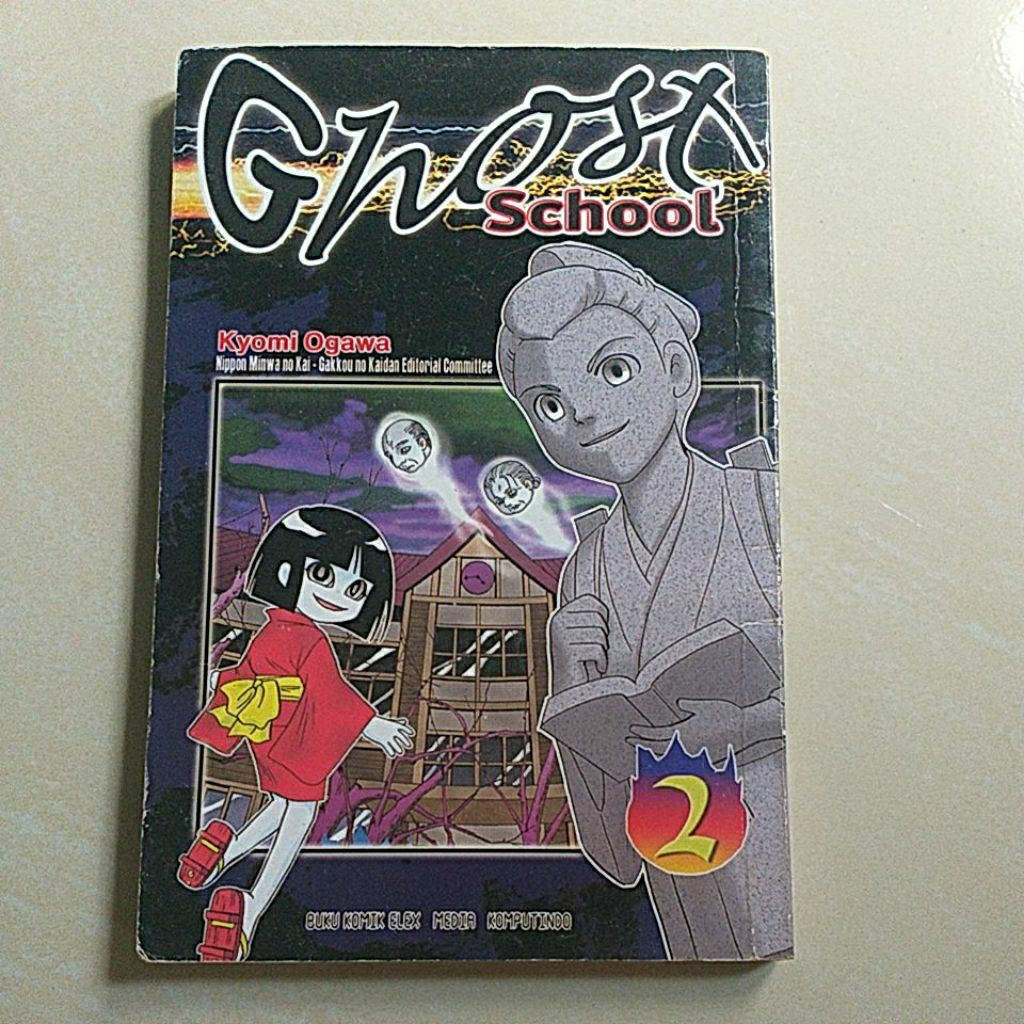 Ghost
School
Kyomi Ogawa
Nippon Minwa no Kai - Gakkou no Kaidan Editorial Committee
2
BUKU KOMIK ELEX MEDIA KOMPUTINDO